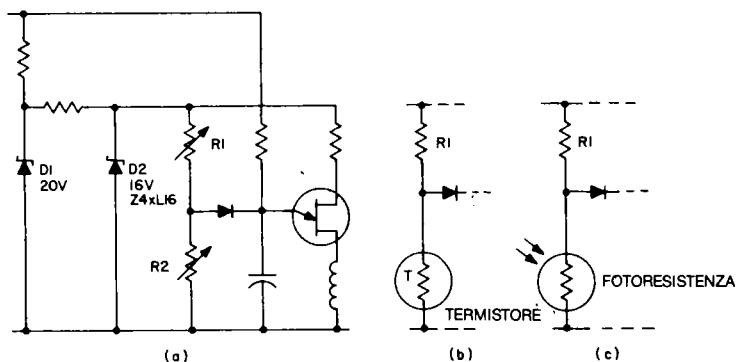 R1
D1
20V
D2
16V
Z4xL16
R2
(a)
R1
T
TERMISTORE
(b)
R1
FOTORESISTENZA
(c)